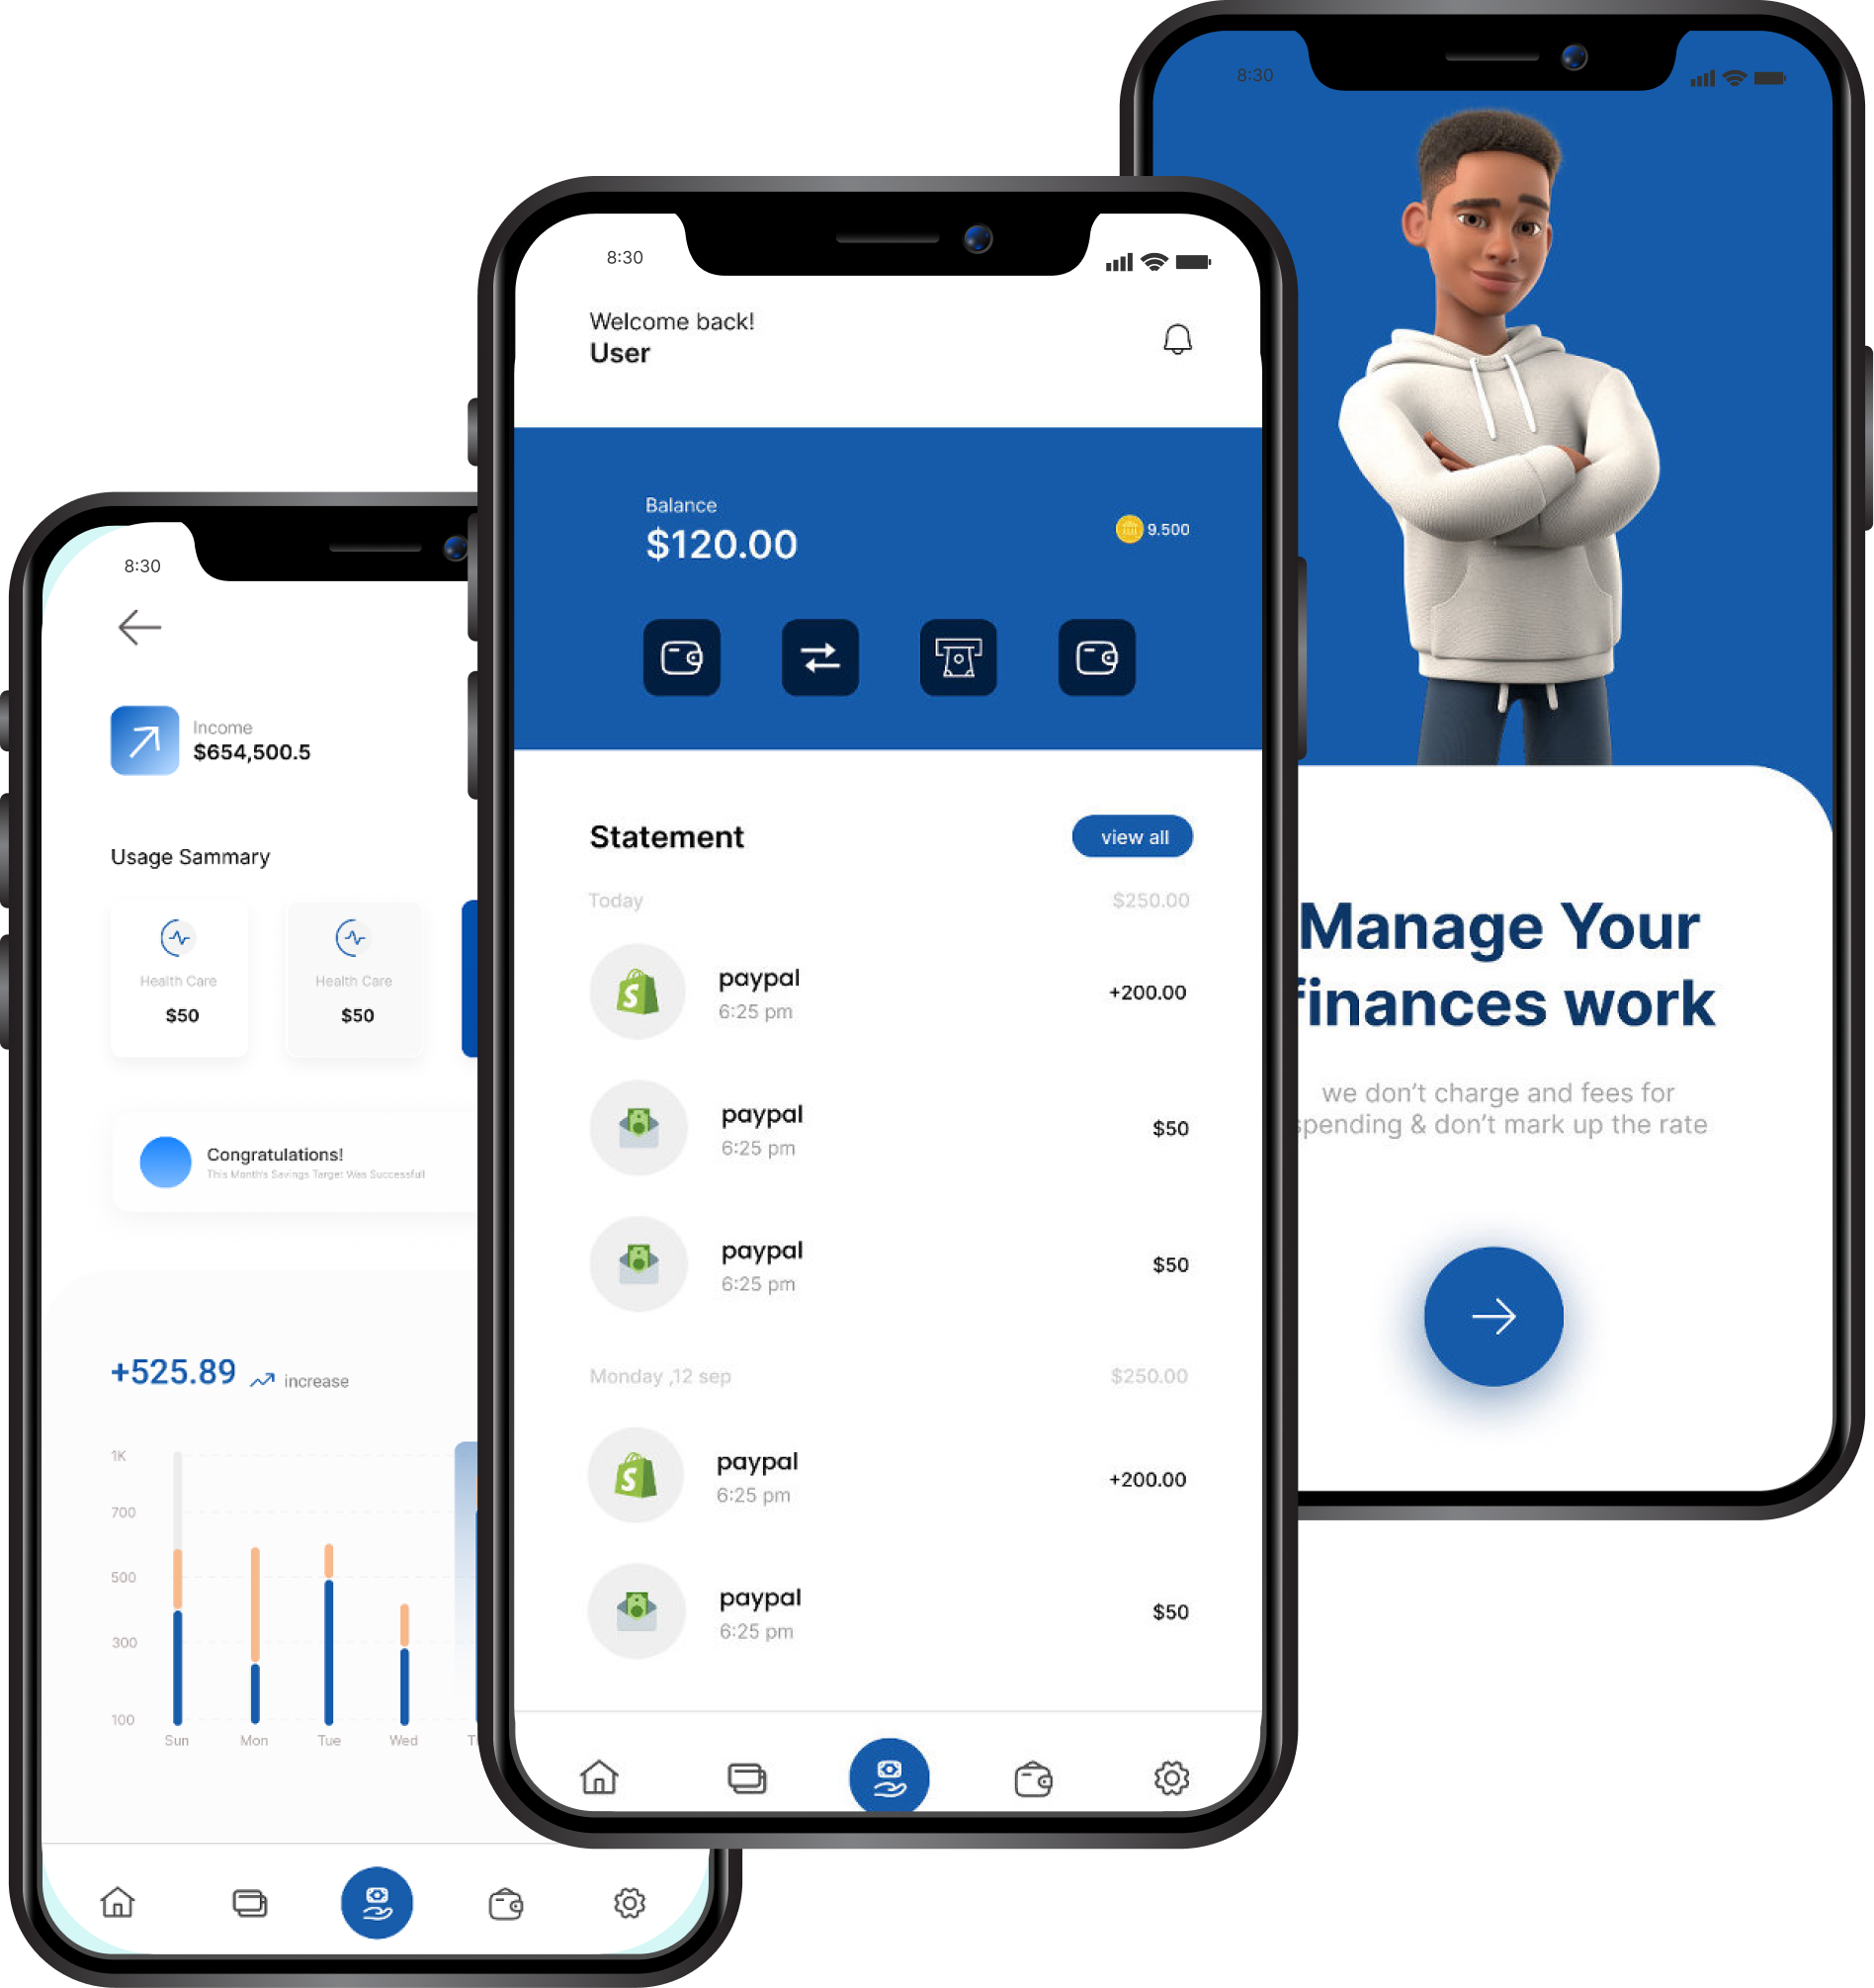 8:30
Income
$654,500.5
Usage Sammary
Health Care
$50
Health Care
$50
Congratulations!
This Month's Savings Target Was Successfull
+525.89 increase
1K
700
500
300
100
Sun Mon Tue Wed
8:30
Welcome back!
User
Balance
$120.00
9.500
Statement
view all
Today $250.00
S
paypal
6:25 pm
+200.00
paypal
6:25 pm
$50
paypal
6:25 pm
$50
Monday ,12 sep $250.00
S
paypal
6:25 pm
+200.00
paypal
6:25 pm
$50
8:30
Manage Your
finances work
we don't charge and fees for
spending & don't mark up the rate